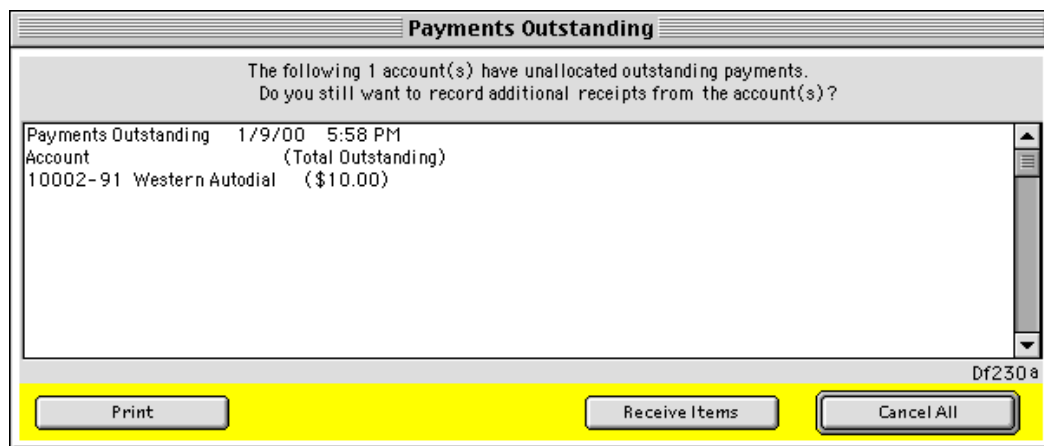 Payments Outstanding
The following 1 account(s) have unallocated outstanding payments.
Do you still want to record additional receipts from the account(s)?
Payments Outstanding 1/9/00 5:58 PM
Account (Total Outstanding)
10002-91 Western Autodial ($10.00)
Df230a
Print Receive Items Cancel All